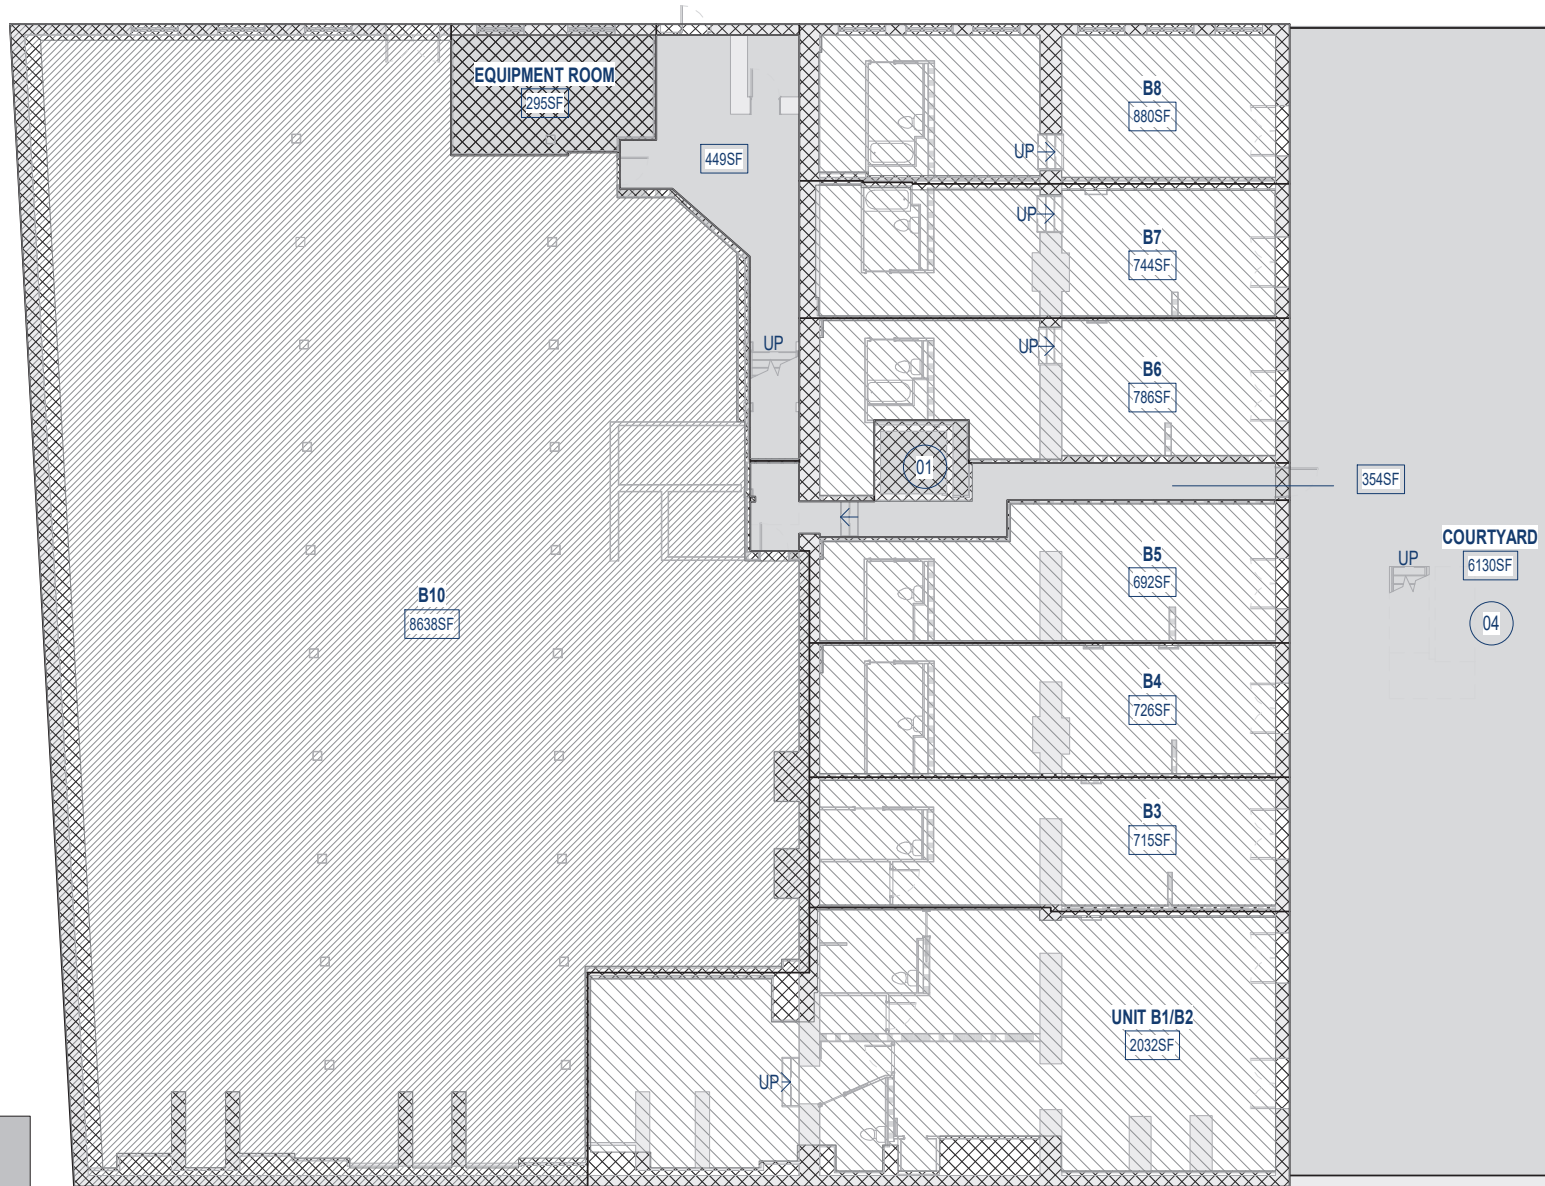 EQUIPMENT ROOM
295SF
449SF
B8
880SF
UP
UP
B7
744SF
UP
UP
B6
786SF
01
354SF
COURTYARD
6130SF
UP
04
B5
692SF
B10
8638SF
B4
726SF
B3
715SF
UNIT B1/B2
2032SF
UP